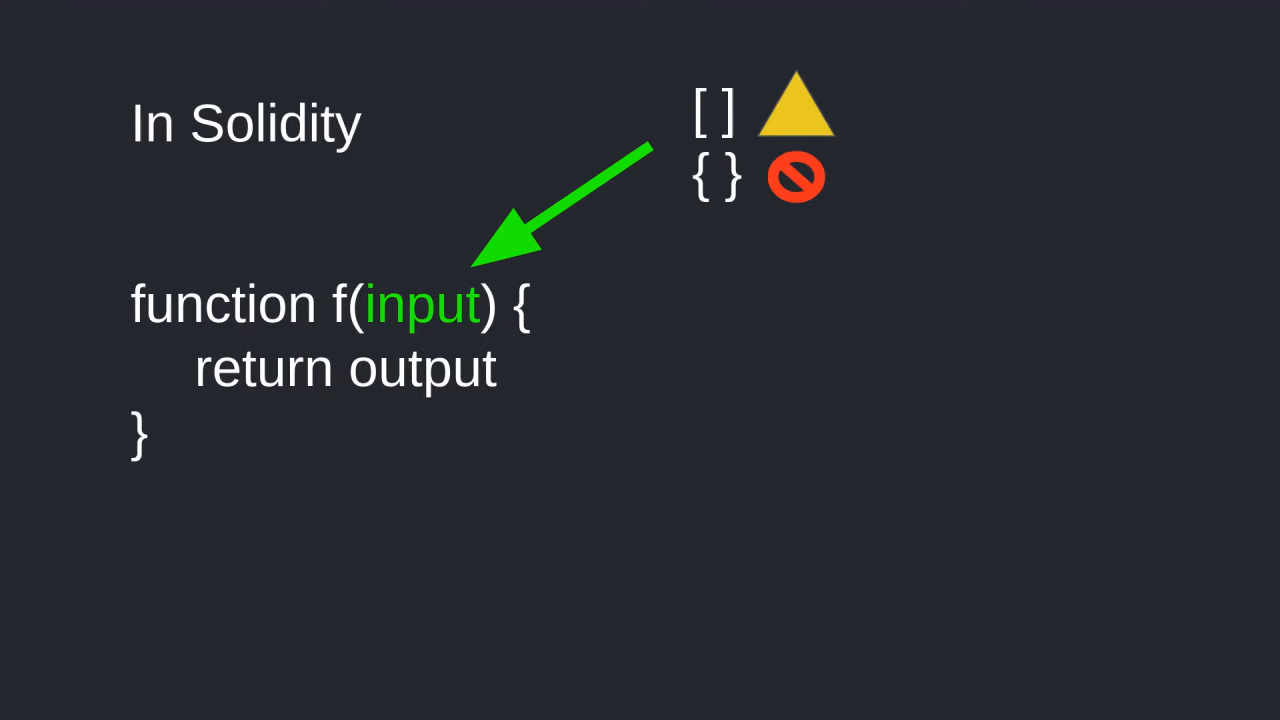 In Solidity
[ ]
{ }
function f(input) {
return output
}